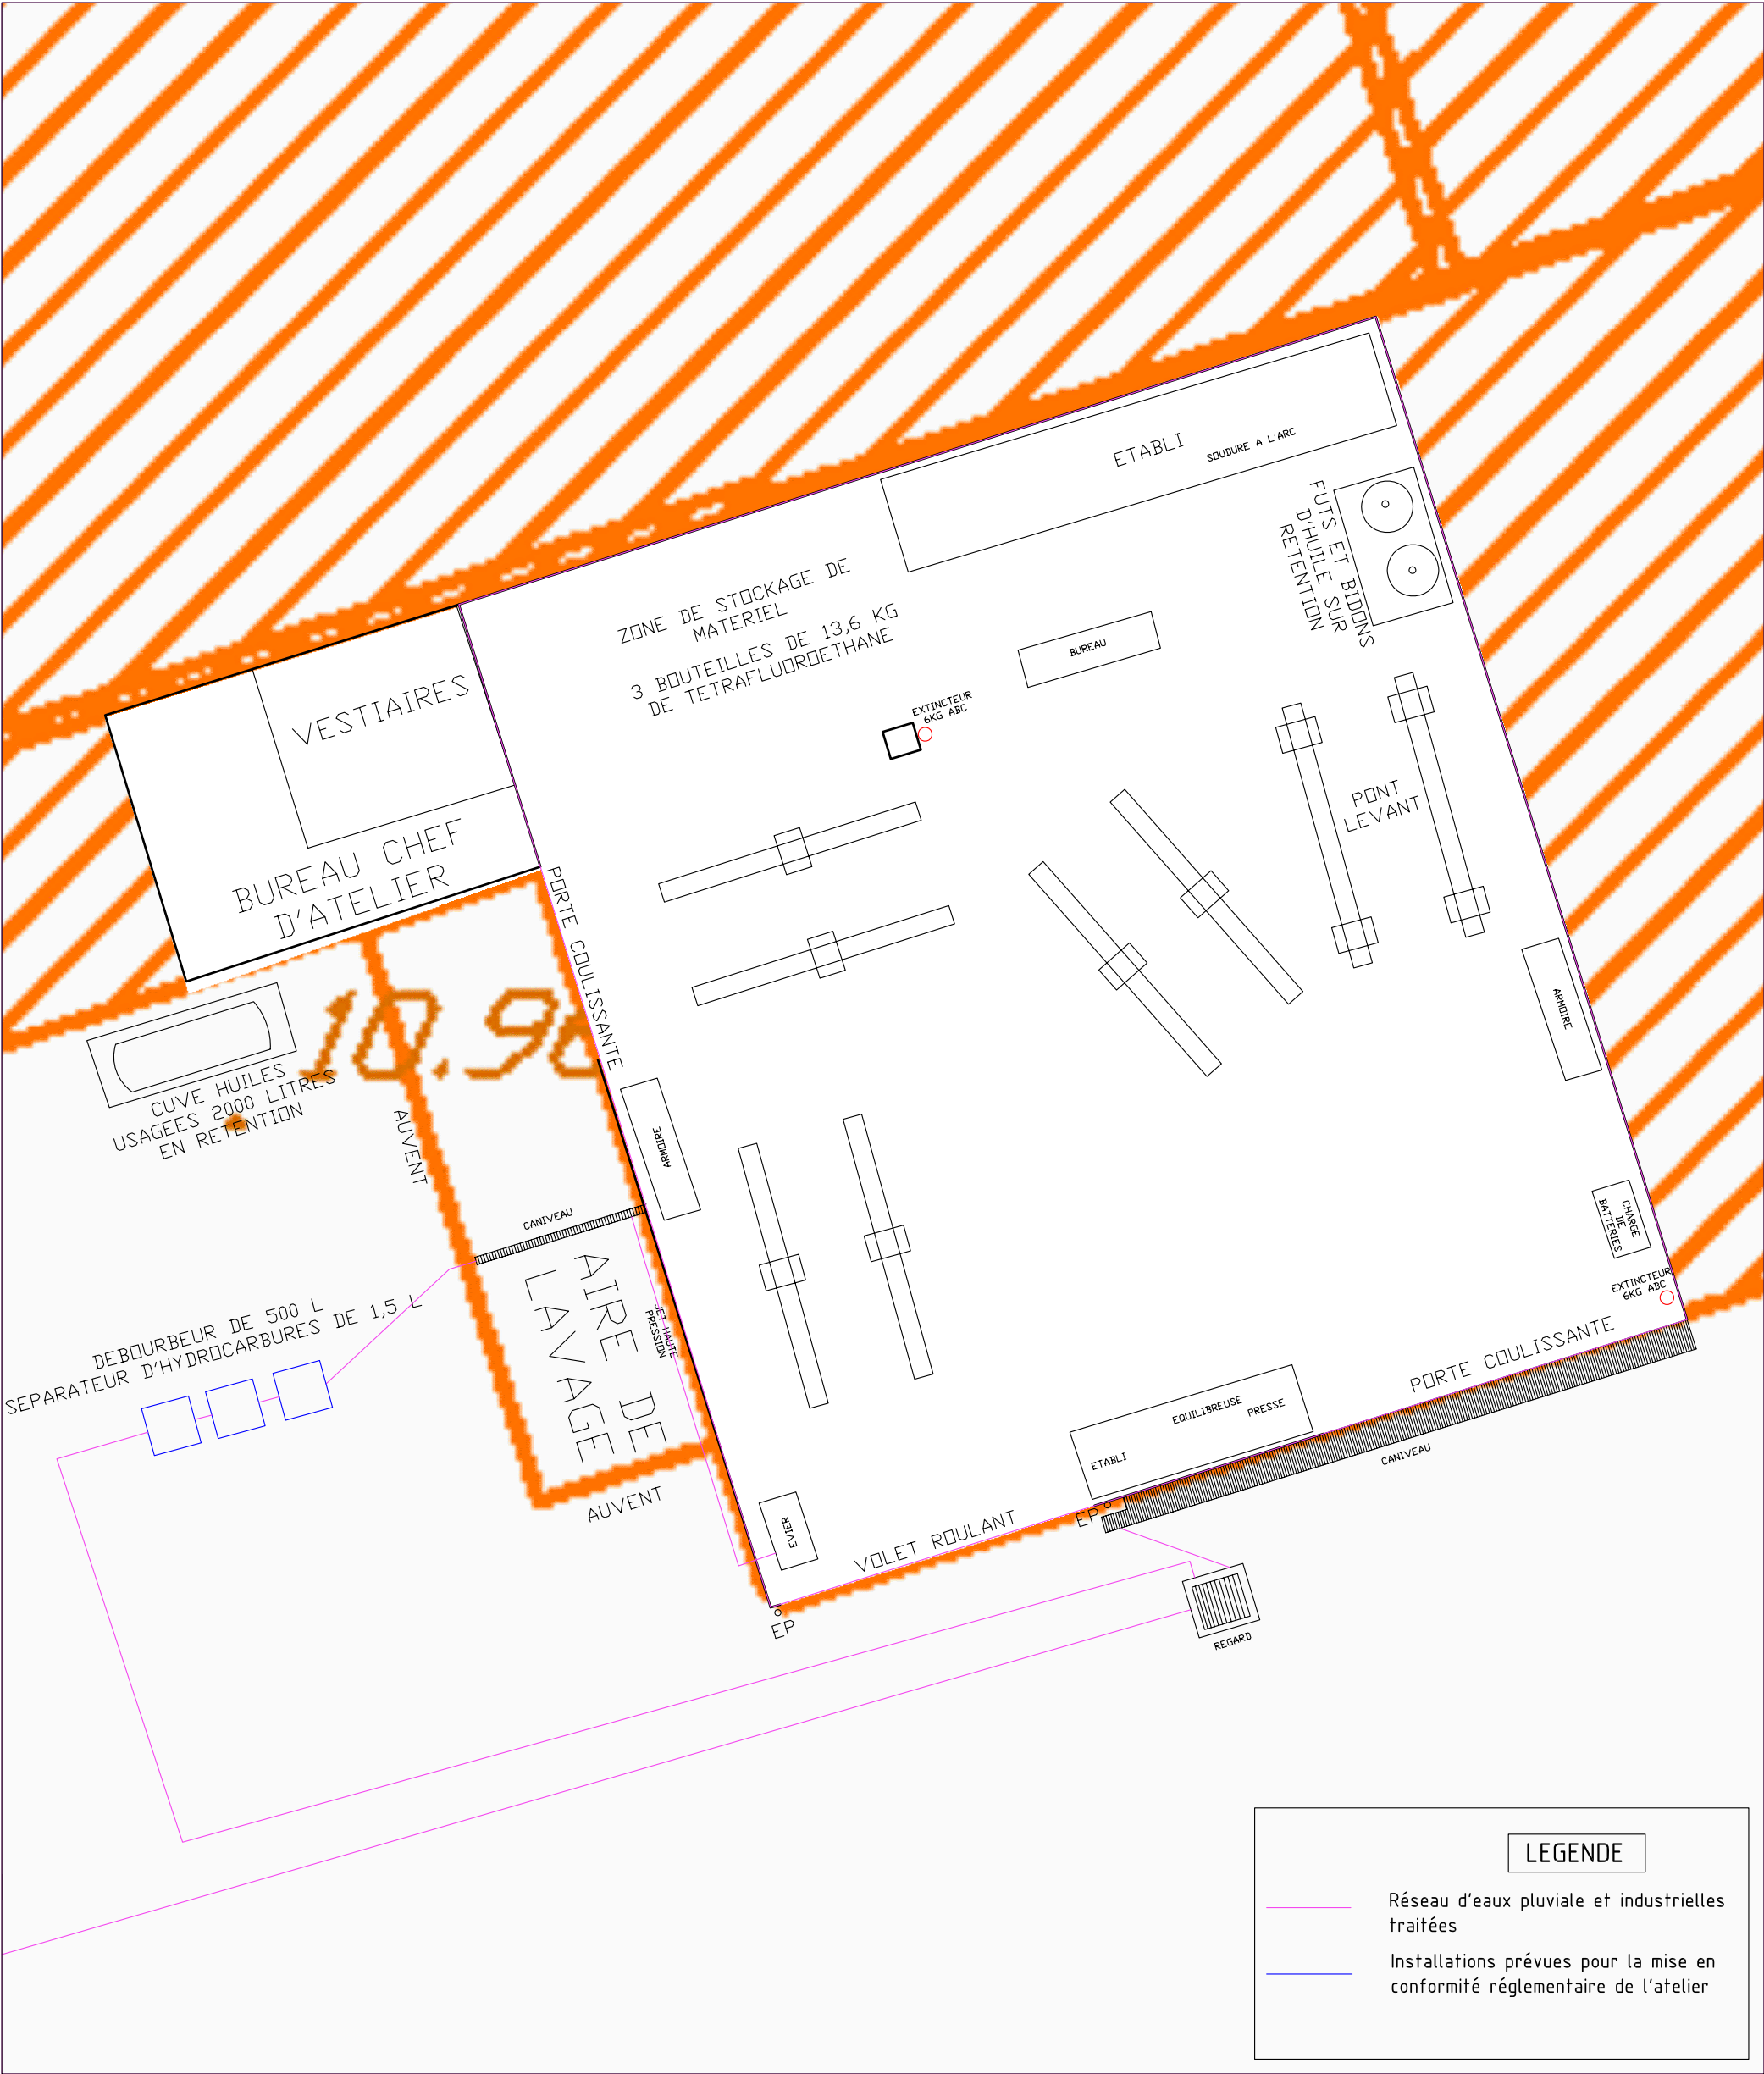 ETABLI
SOUDURE A L'ARC
FUTS ET BIDONS
D'HUILE SUR
RETENTION
ZONE DE STOCKAGE DE
MATERIEL
3 BOUTEILLES DE 13,6 KG
DE TETRAFLUOROETHANE
BUREAU
EXTINCTEUR
6KG ABC
VESTIAIRES
BUREAU CHEF
D'ATELIER
PONT
LEVANT
PORTE COULISSANTE
ARMOIRE
10.98
CUVE HUILES
USAGEES 2000 LITRES
EN RETENTION
AUVENT
ARMOIRE
CANIVEAU
CHARGE
DE
BATTERIES
AIRE DE
LAVAGE
JET HAUTE
PRESSION
EXTINCTEUR
6KG ABC
DEBOURBEUR DE 500 L
SEPARATEUR D'HYDROCARBURES DE 1,5 L
PORTE COULISSANTE
EQUILIBREUSE
PRESSE
ETABLI
CANIVEAU
AUVENT
EVIER
VOLET ROULANT
EP
EP
REGARD
LEGENDE
Réseau d'eaux pluviale et industrielles
traitées
Installations prévues pour la mise en
conformité réglementaire de l'atelier